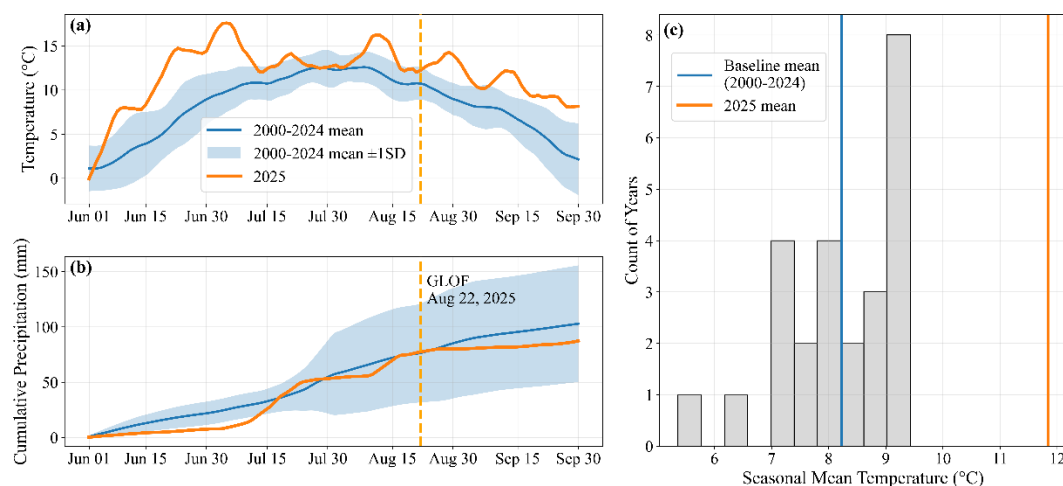 (a)
Temperature (°C)
15
10
5
0
2000-2024 mean
2000-2024 mean ±1SD
2025
Jun 01 Jun 15 Jun 30 Jul 15 Jul 30 Aug 15 Aug 30 Sep 15 Sep 30
(b)
Cumulative Precipitation (mm)
150
100
50
0
GLOF
Aug 22, 2025
Jun 01 Jun 15 Jun 30 Jul 15 Jul 30 Aug 15 Aug 30 Sep 15 Sep 30
(c)
Count of Years
8
7
6
5
4
3
2
1
0
Baseline mean
(2000-2024)
2025 mean
6 7 8 9 10 11 12
Seasonal Mean Temperature (°C)